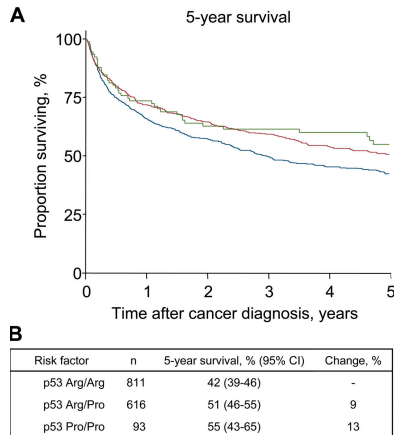 A
5-year survival
Proportion surviving, %
100
75
50
25
0
0 1 2 3 4 5
Time after cancer diagnosis, years
B
Risk factor n 5-year survival, % (95% CI) Change, %
p53 Arg/Arg 811 42 (39-46) -
p53 Arg/Pro 616 51 (46-55) 9
p53 Pro/Pro 93 55 (43-65) 13